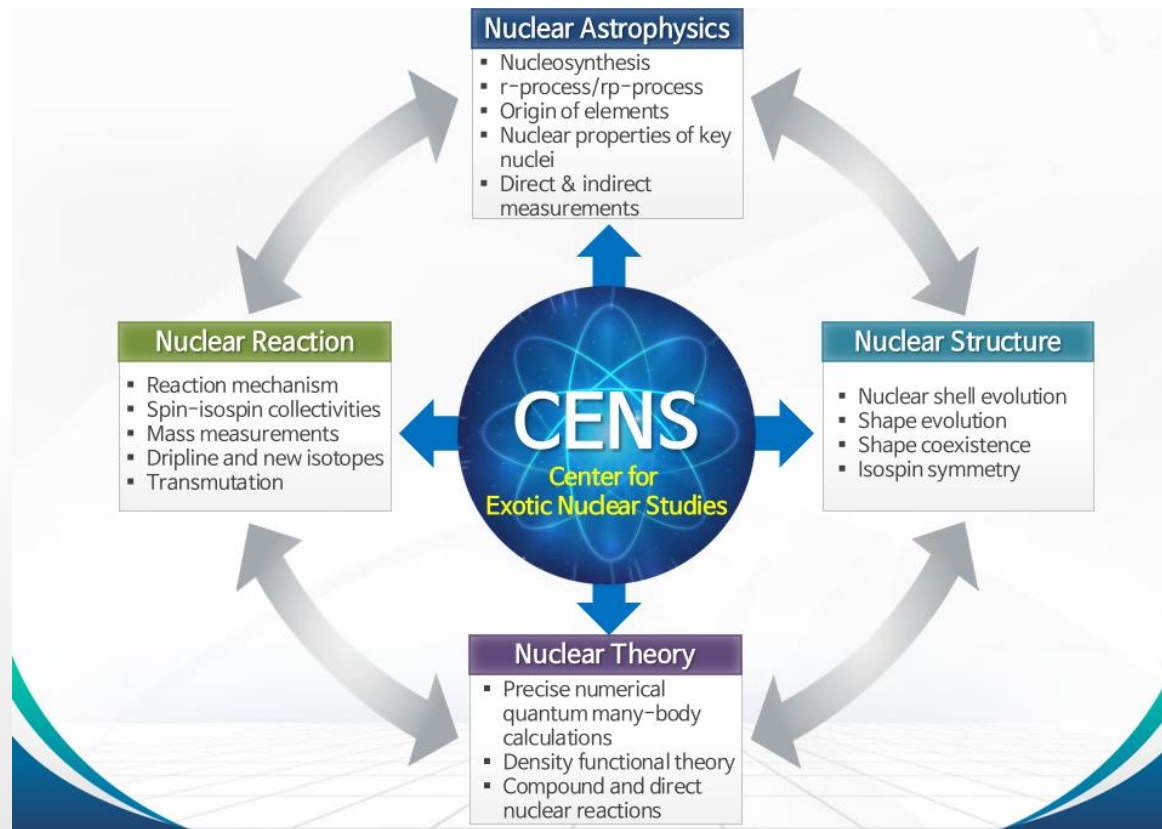 Nuclear Astrophysics
▪ Nucleosynthesis
▪ r-process/rp-process
▪ Origin of elements
▪ Nuclear properties of key
nuclei
▪ Direct & indirect
measurements
Nuclear Reaction
▪ Reaction mechanism
▪ Spin-isospin collectivities
▪ Mass measurements
▪ Dripline and new isotopes
▪ Transmutation
CENS
Center for
Exotic Nuclear Studies
Nuclear Structure
▪ Nuclear shell evolution
▪ Shape evolution
▪ Shape coexistence
▪ Isospin symmetry
Nuclear Theory
▪ Precise numerical
quantum many-body
calculations
▪ Density functional theory
▪ Compound and direct
nuclear reactions